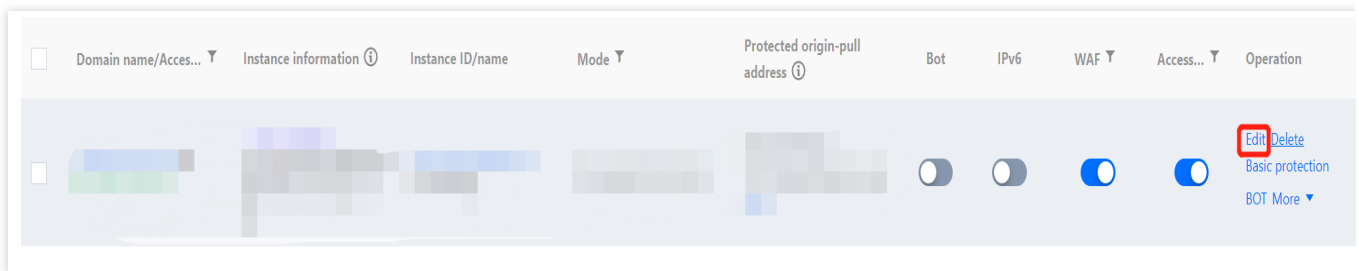 Domain name/Acces... Instance information Instance ID/name Mode Protected origin-pull address Bot IPv6 WAF Access... Operation
Edit Delete
Basic protection
BOT More